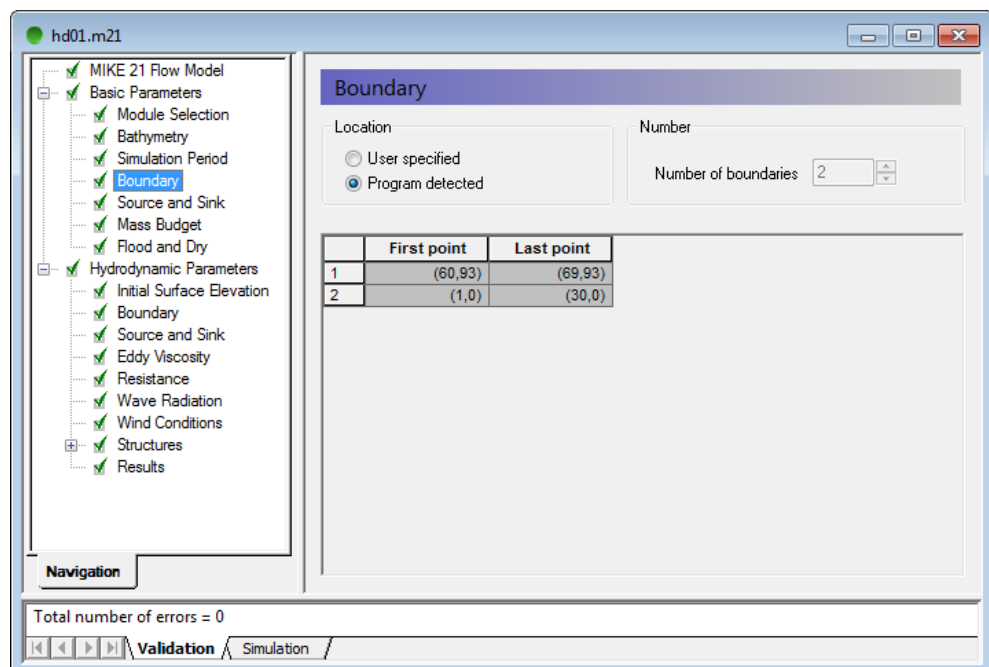 hd01.m21
MIKE 21 Flow Model
Basic Parameters
Module Selection
Bathymetry
Simulation Period
Boundary
Source and Sink
Mass Budget
Flood and Dry
Hydrodynamic Parameters
Initial Surface Elevation
Boundary
Source and Sink
Eddy Viscosity
Resistance
Wave Radiation
Wind Conditions
Structures
Results
Navigation
Boundary
Location
User specified
Program detected
Number
Number of boundaries 2
First point Last point
1 (60,93) (69,93)
2 (1,0) (30,0)
Total number of errors = 0
Validation Simulation